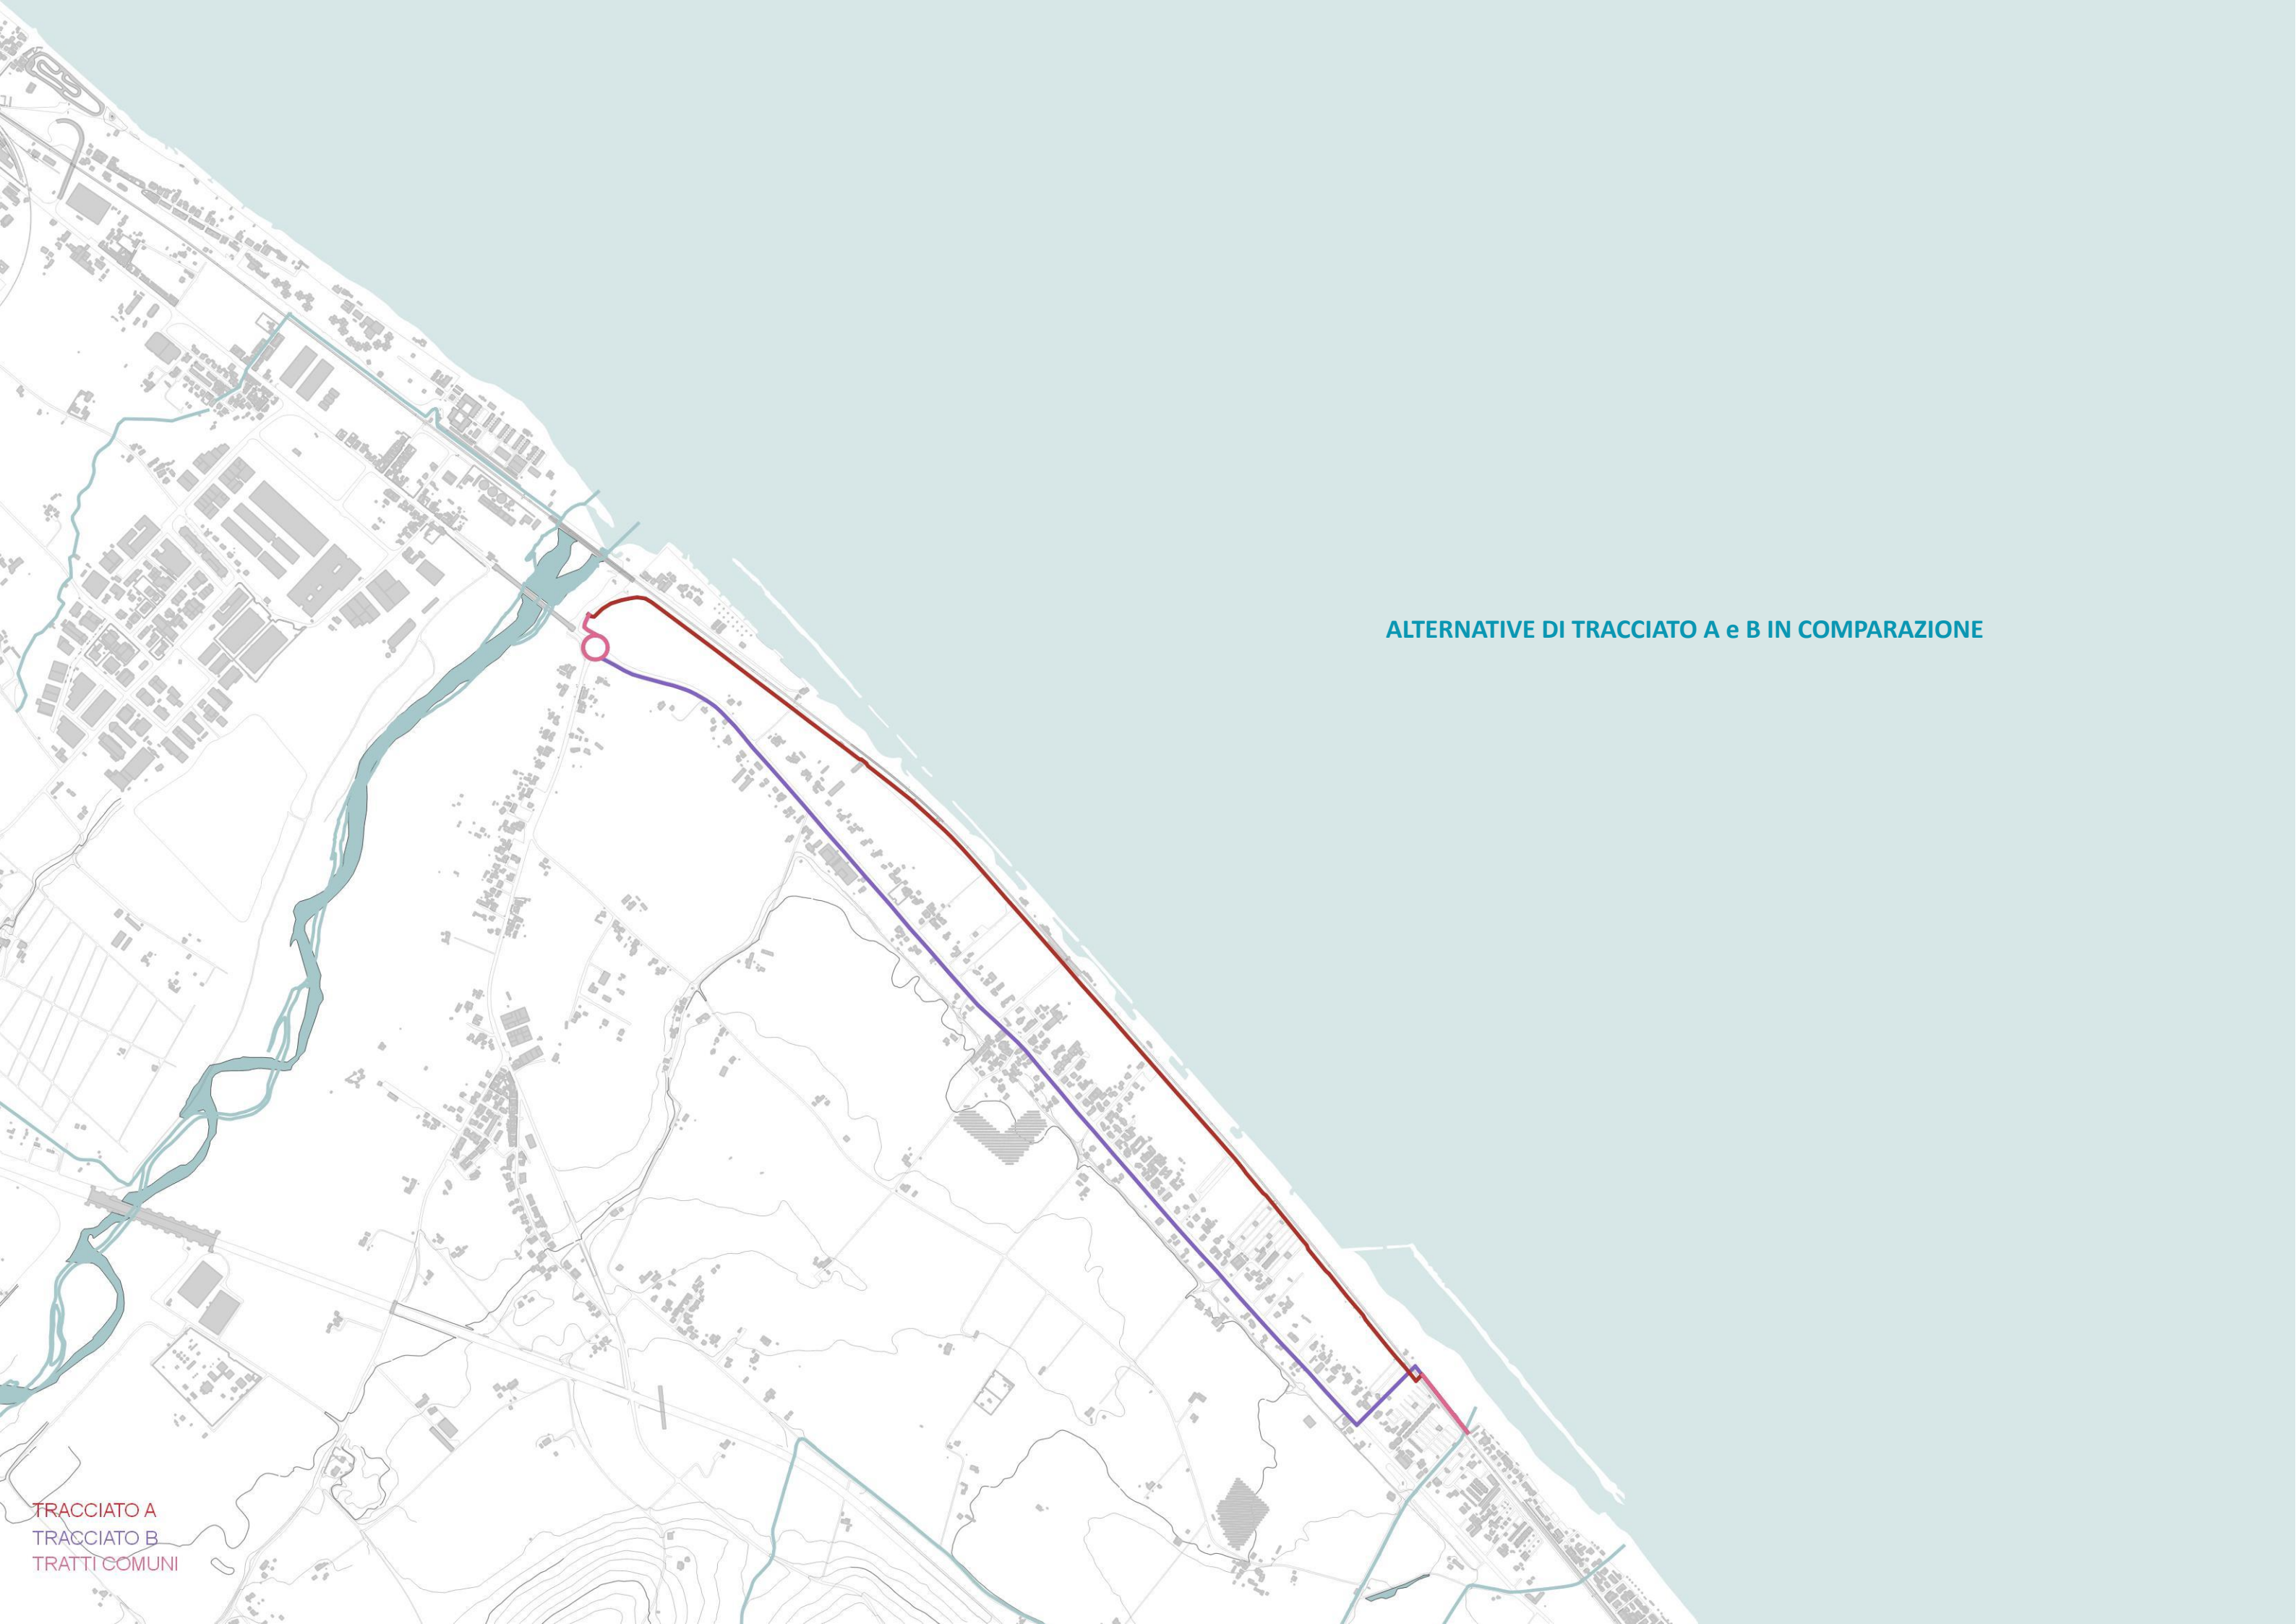 ALTERNATIVE DI TRACCIATO A e B IN COMPARAZIONE
TRACCIATO A
TRACCIATO B
TRATTI COMUNI